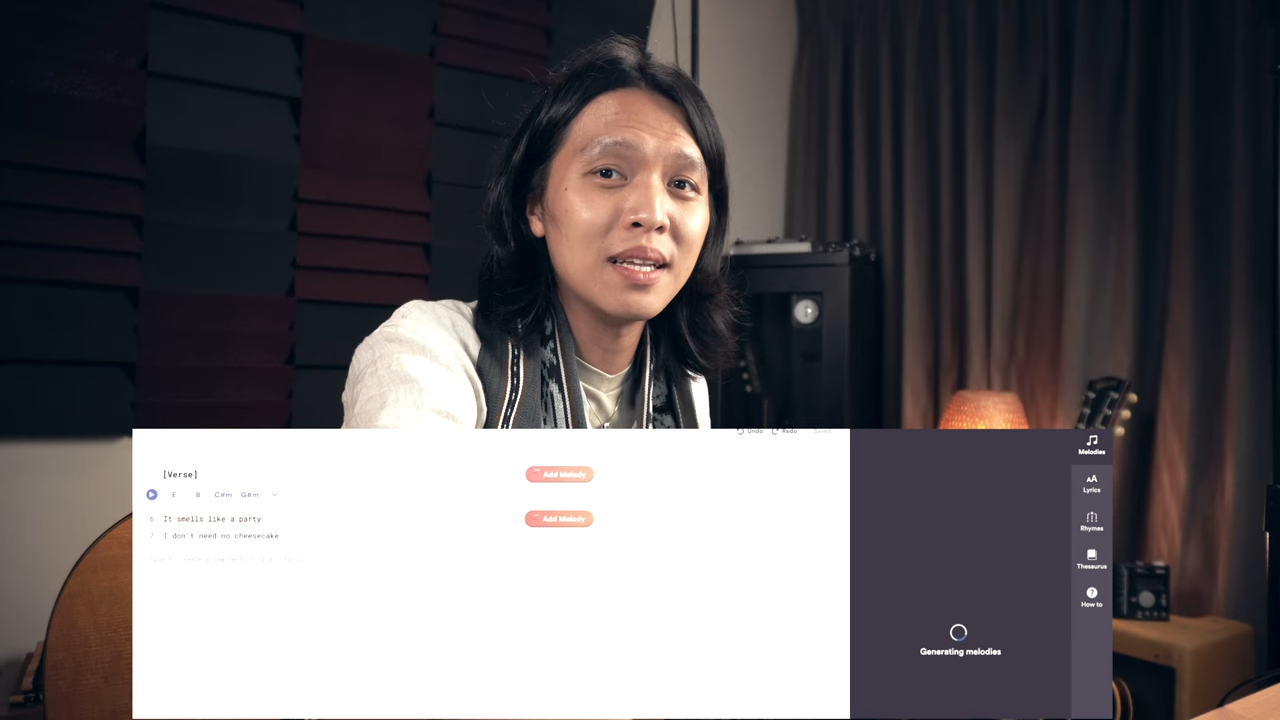 Undo Redo Saved
[Verse]
Add Melody
E B C#m G#m
6 It smells like a party
Add Melody
7 I don't need no cheesecake
Melodies
Lyrics
Rhymes
Thesaurus
How to
Generating melodies